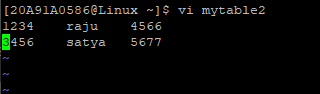 [20A91A0586@Linux ~]$ vi mytable2
1234    raju    4566
3456    satya   5677
~
~
~